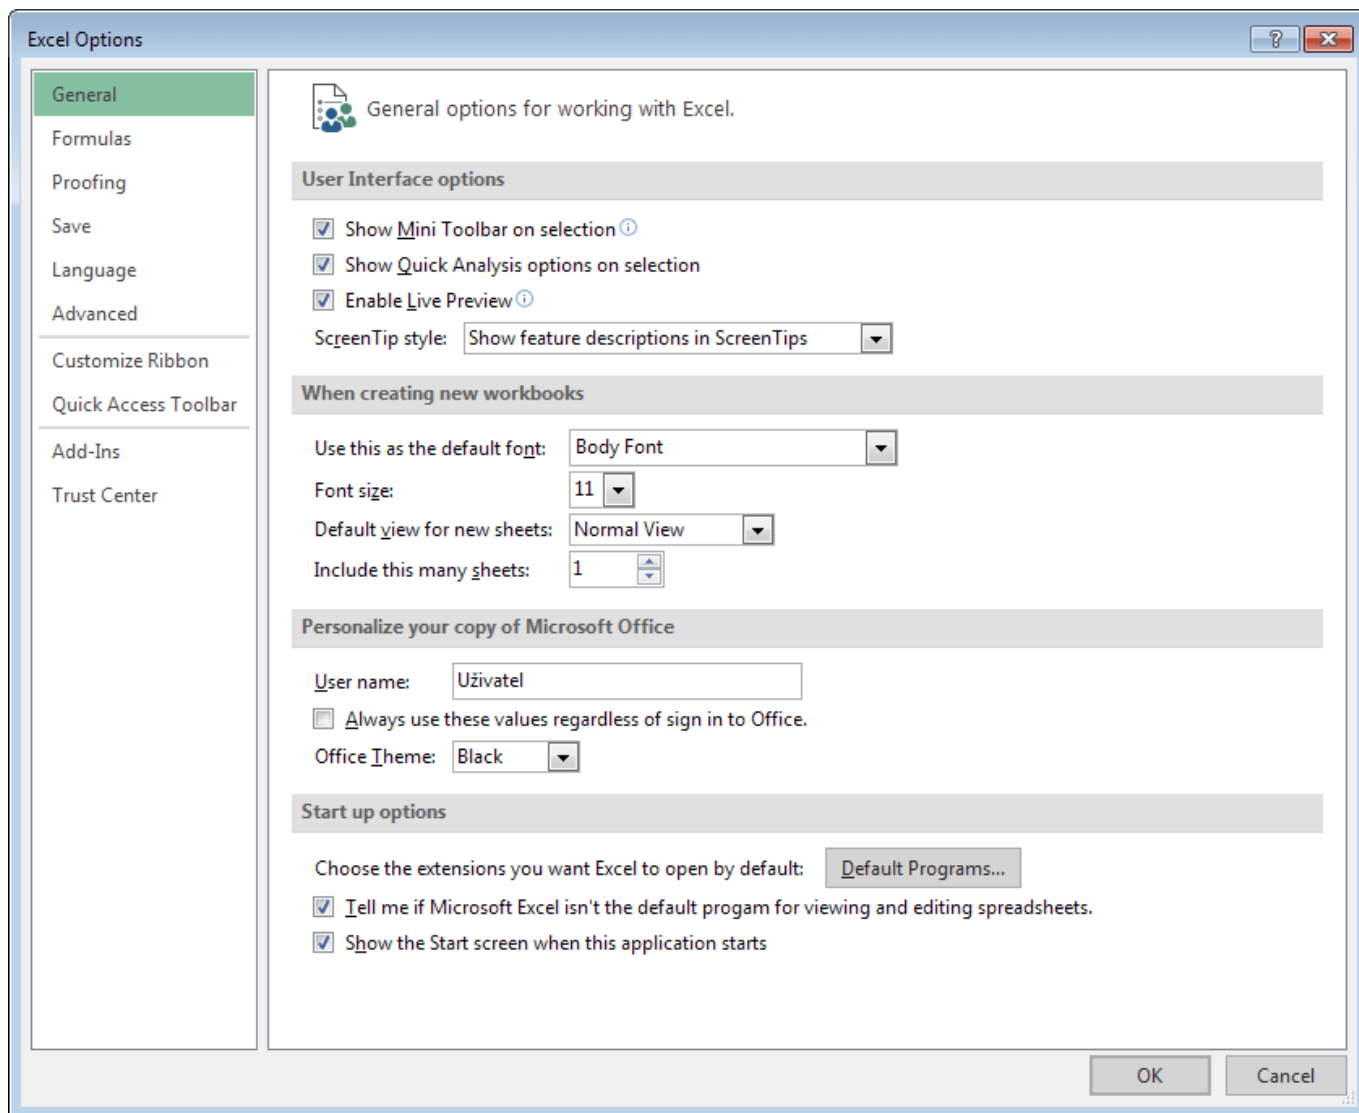 Excel Options
General
Formulas
Proofing
Save
Language
Advanced
Customize Ribbon
Quick Access Toolbar
Add-Ins
Trust Center
General options for working with Excel.
User Interface options
Show Mini Toolbar on selection
Show Quick Analysis options on selection
Enable Live Preview
ScreenTip style: Show feature descriptions in ScreenTips
When creating new workbooks
Use this as the default font: Body Font
Font size: 11
Default view for new sheets: Normal View
Include this many sheets: 1
Personalize your copy of Microsoft Office
User name: Uživatel
Always use these values regardless of sign in to Office.
Office Theme: Black
Start up options
Choose the extensions you want Excel to open by default: Default Programs...
Tell me if Microsoft Excel isn't the default progam for viewing and editing spreadsheets.
Show the Start screen when this application starts
OK Cancel